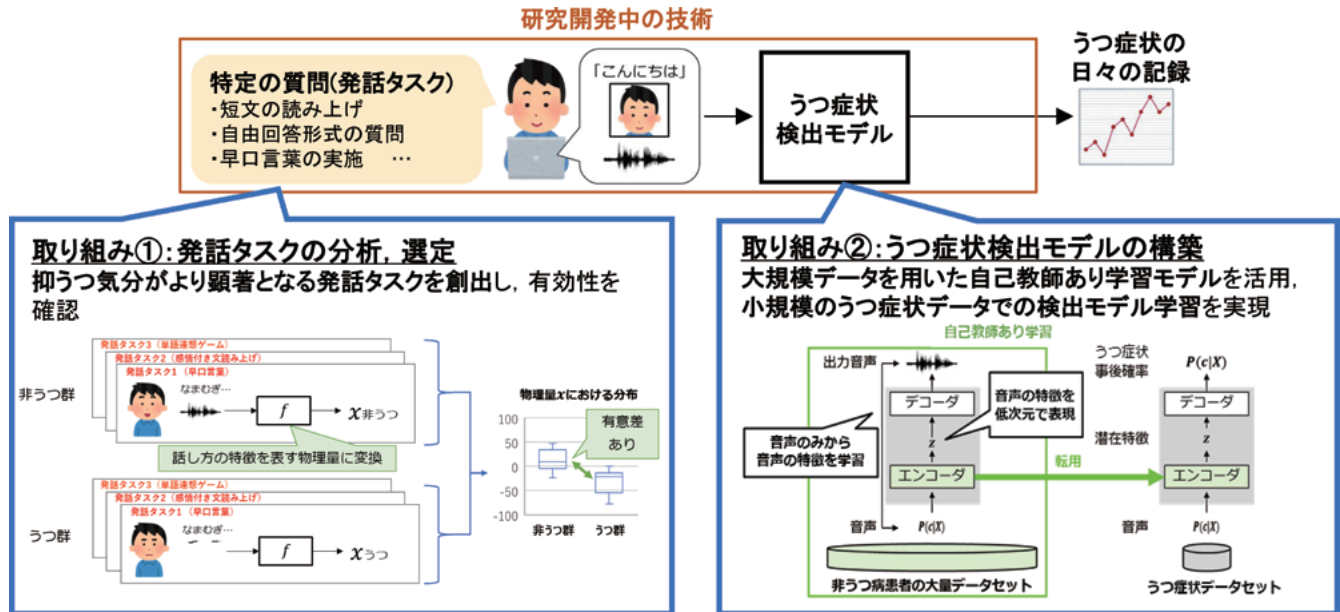 研究開発中の技術
特定の質問(発話タスク)
・短文の読み上げ
・自由回答形式の質問
・早口言葉の実施　…
「こんにちは」
うつ症状
検出モデル
うつ症状の
日々の記録
取り組み①：発話タスクの分析，選定
抑うつ気分がより顕著となる発話タスクを創出し，有効性を
確認
発話タスク3（単語連想ゲーム）
発話タスク2（感情付き文読み上げ）
発話タスク1（早口言葉）
非うつ群
なまむぎ…
f
x非うつ
話し方の特徴を表す物理量に変換
発話タスク3（単語連想ゲーム）
発話タスク2（感情付き文読み上げ）
発話タスク1（早口言葉）
うつ群
なまむぎ…
f
xうつ
物理量xにおける分布
100
50
0
-50
-100
有意差
あり
非うつ群
うつ群
取り組み②：うつ症状検出モデルの構築
大規模データを用いた自己教師あり学習モデルを活用，
小規模のうつ症状データでの検出モデル学習を実現
自己教師あり学習
出力音声
デコーダ
音声の特徴を
低次元で表現
音声のみから
音声の特徴を学習
z
エンコーダ
音声
P(c|X)
非うつ病患者の大量データセット
転用
うつ症状
事後確率
P(c|X)
デコーダ
潜在特徴
z
エンコーダ
音声
P(c|X)
うつ症状データセット